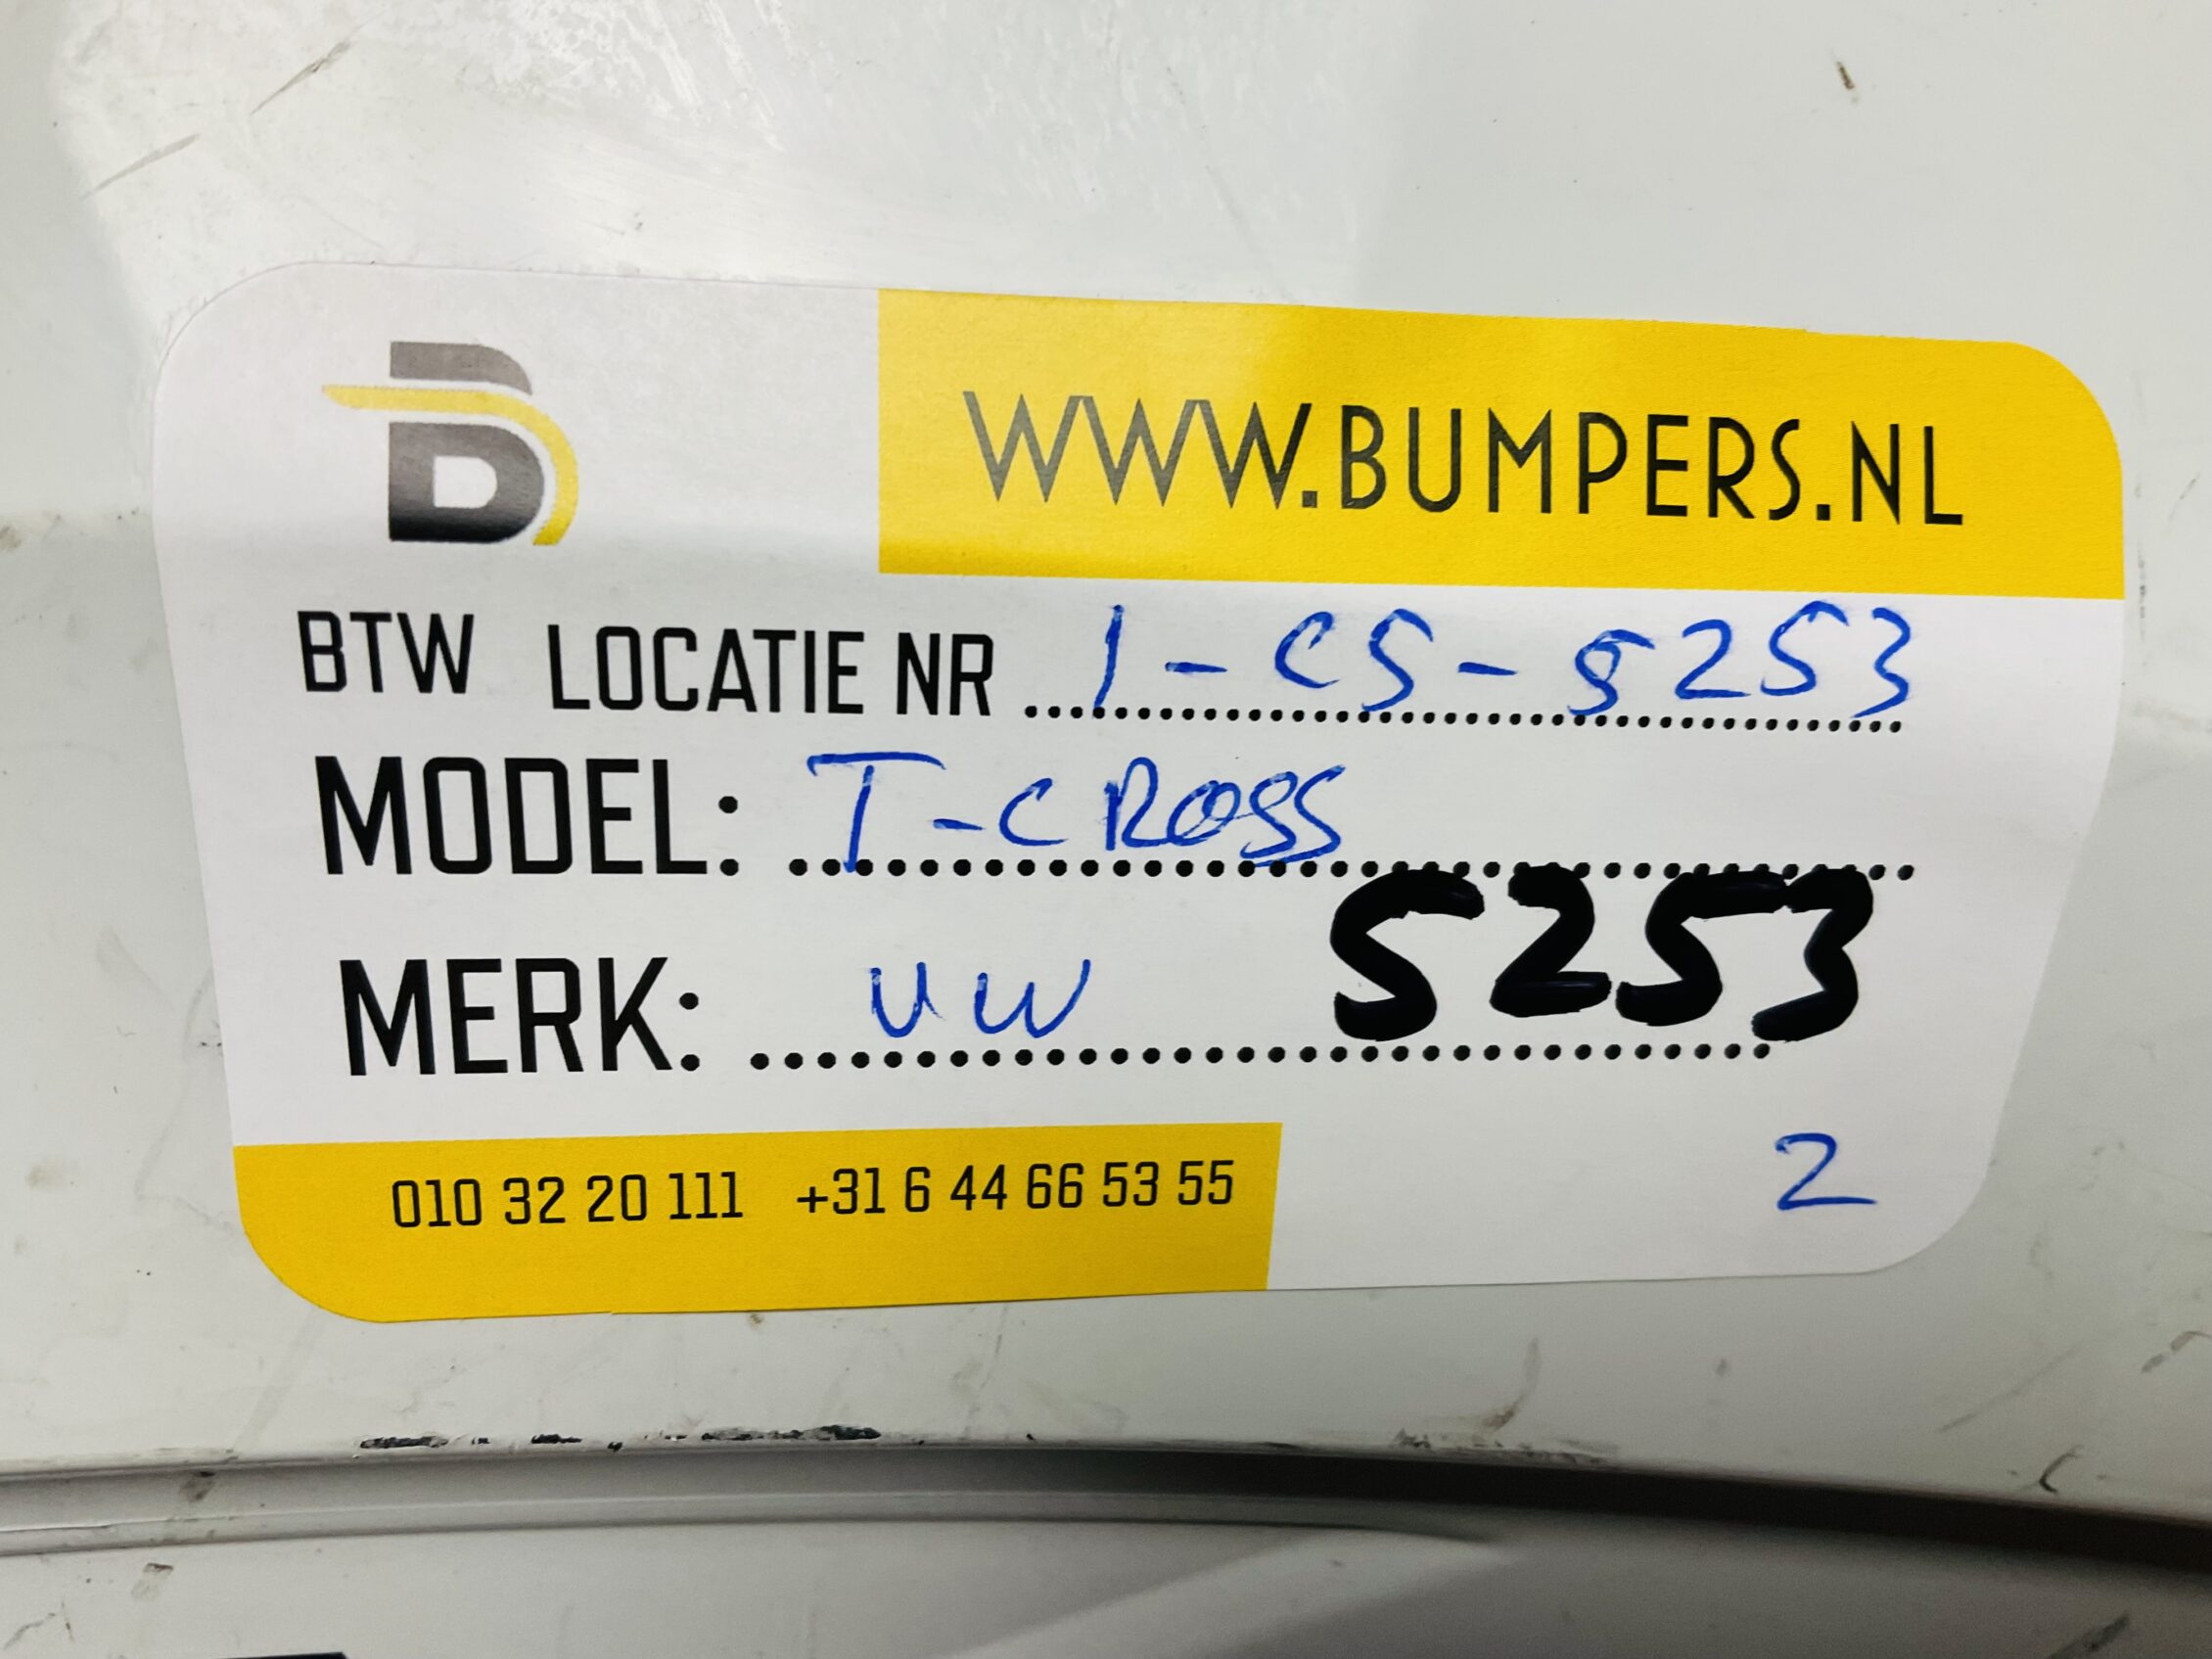 B
WWW.BUMPERS.NL
BTW LOCATIE NR 1-CS-5253
MODEL: T-CROSS
5253
MERK: VW
2
010 32 20 111 +31 6 44 66 53 55